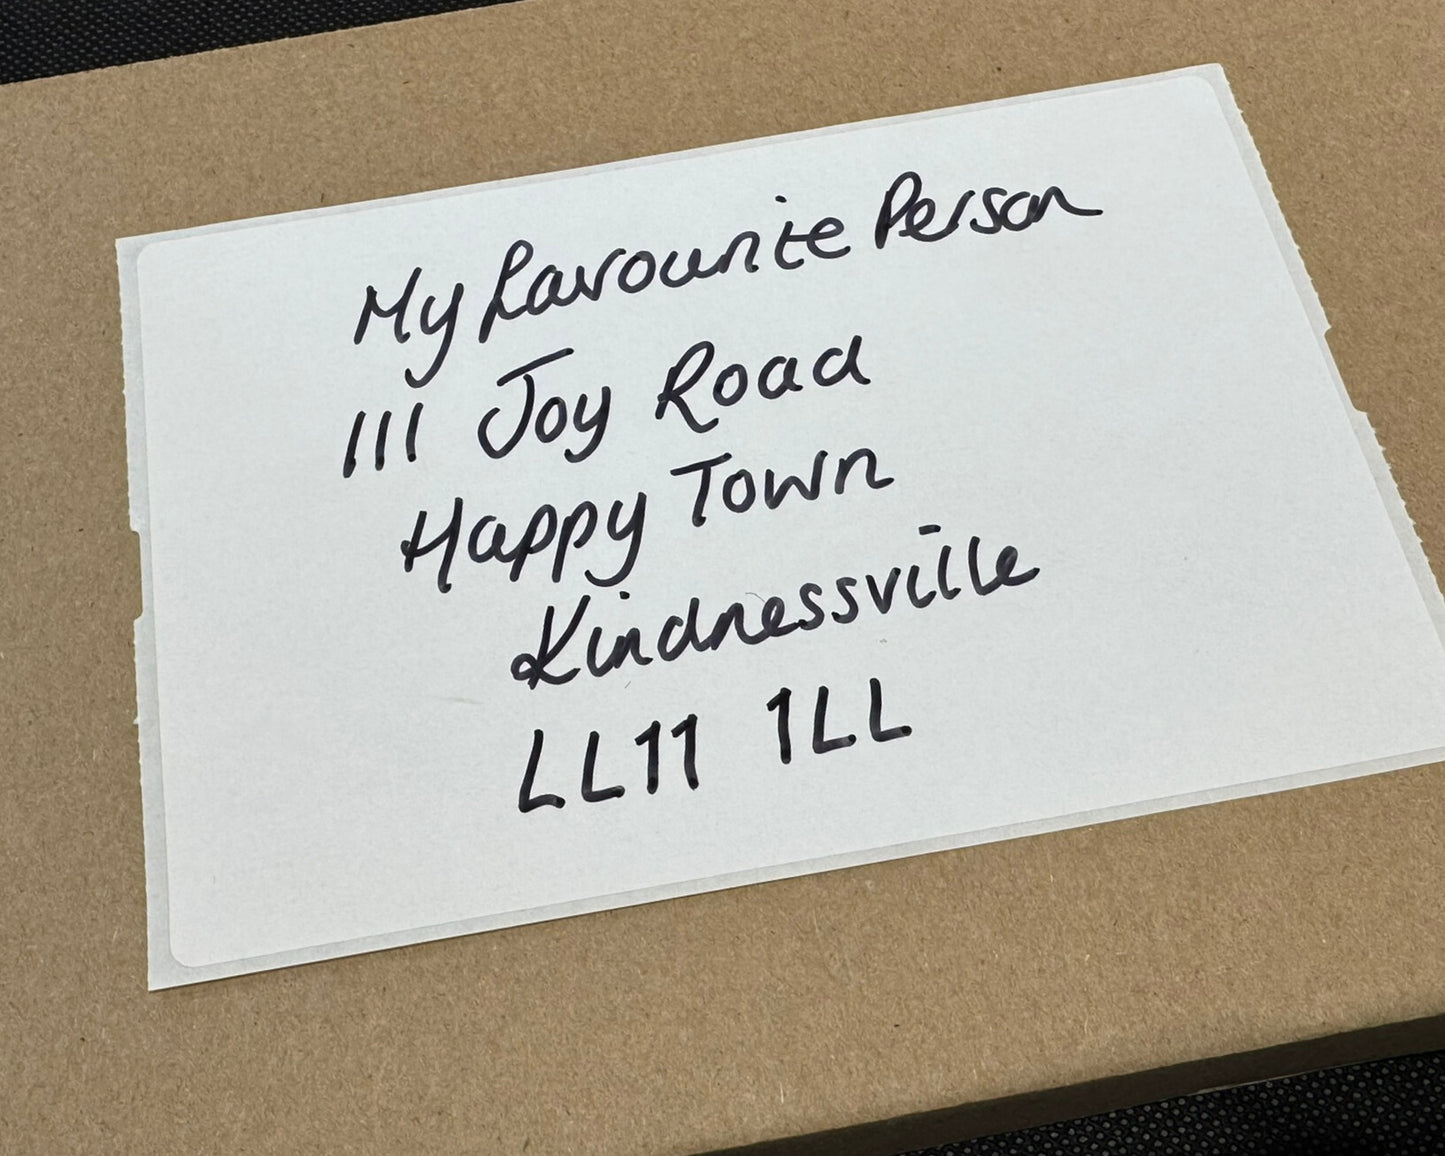 My favourite Person
111 Joy Road
Happy Town
Kindnessville
LL11 1LL